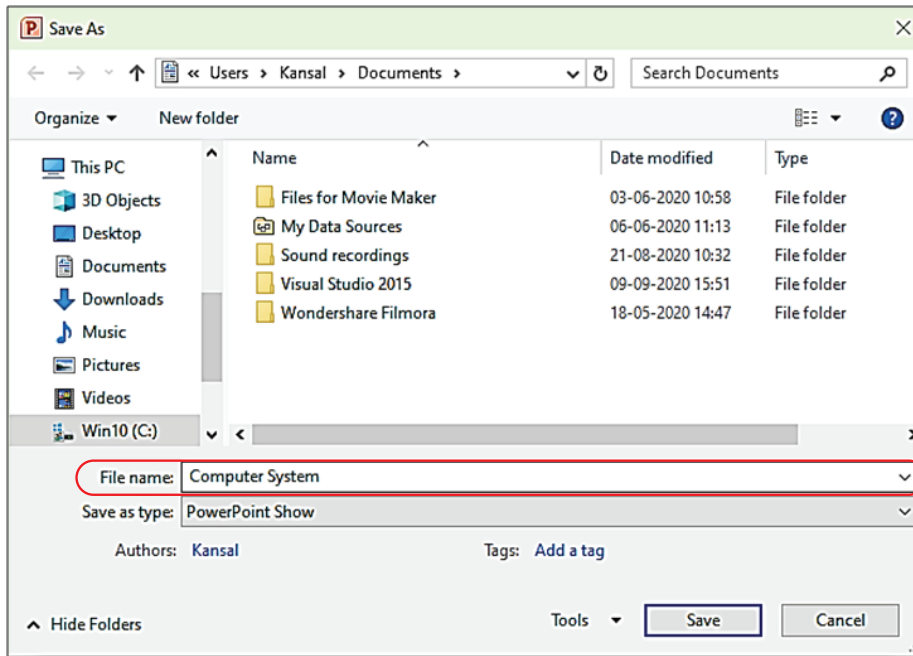 Save As
« Users > Kansal > Documents >
Search Documents
Organize
New folder
This PC
3D Objects
Desktop
Documents
Downloads
Music
Pictures
Videos
Win10 (C:)
Name Date modified Type
Files for Movie Maker 03-06-2020 10:58 File folder
My Data Sources 06-06-2020 11:13 File folder
Sound recordings 21-08-2020 10:32 File folder
Visual Studio 2015 09-09-2020 15:51 File folder
Wondershare Filmora 18-05-2020 14:47 File folder
File name: Computer System
Save as type: PowerPoint Show
Authors: Kansal Tags: Add a tag
Hide Folders Tools Save Cancel